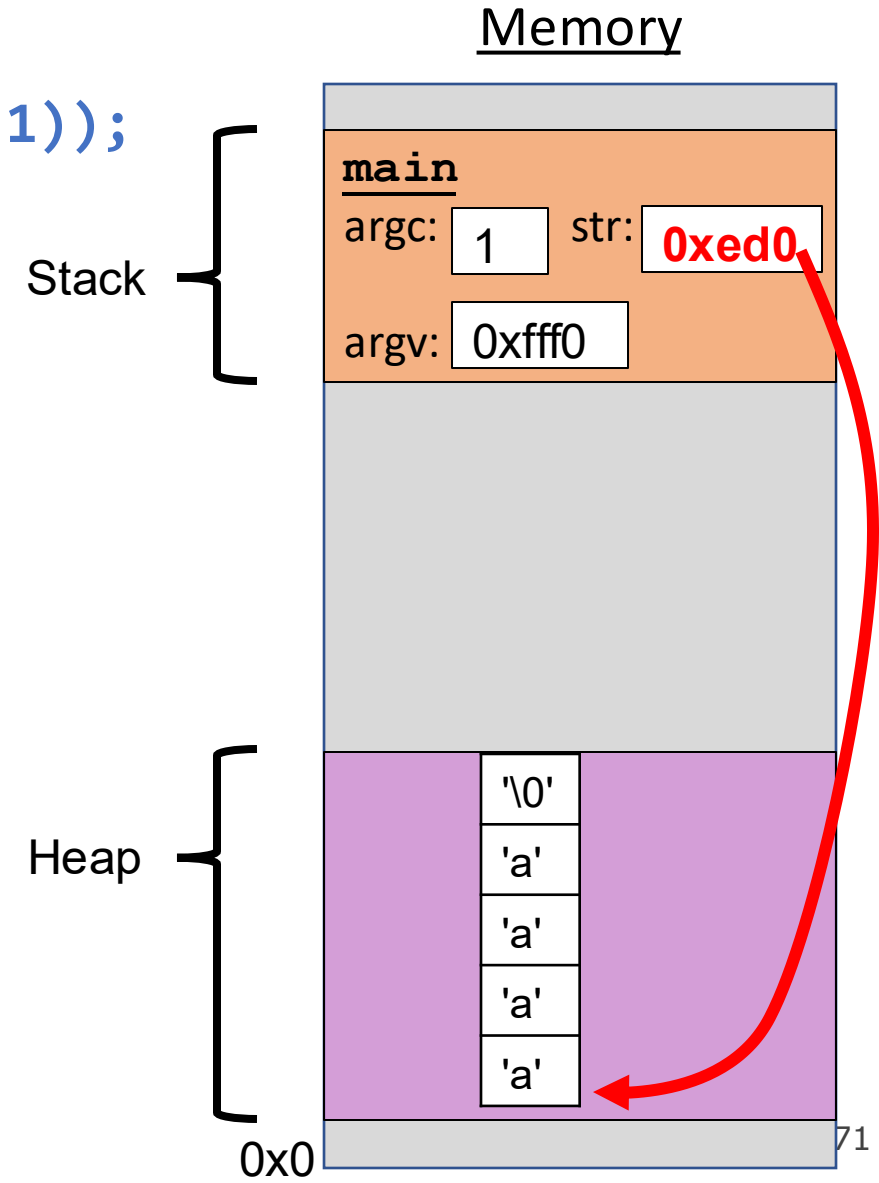 Memory
1));
main
argc: 1 str: 0xed0
Stack
argv: 0xfff0
'\0'
'a'
Heap
'a'
'a'
'a'
0x0
71